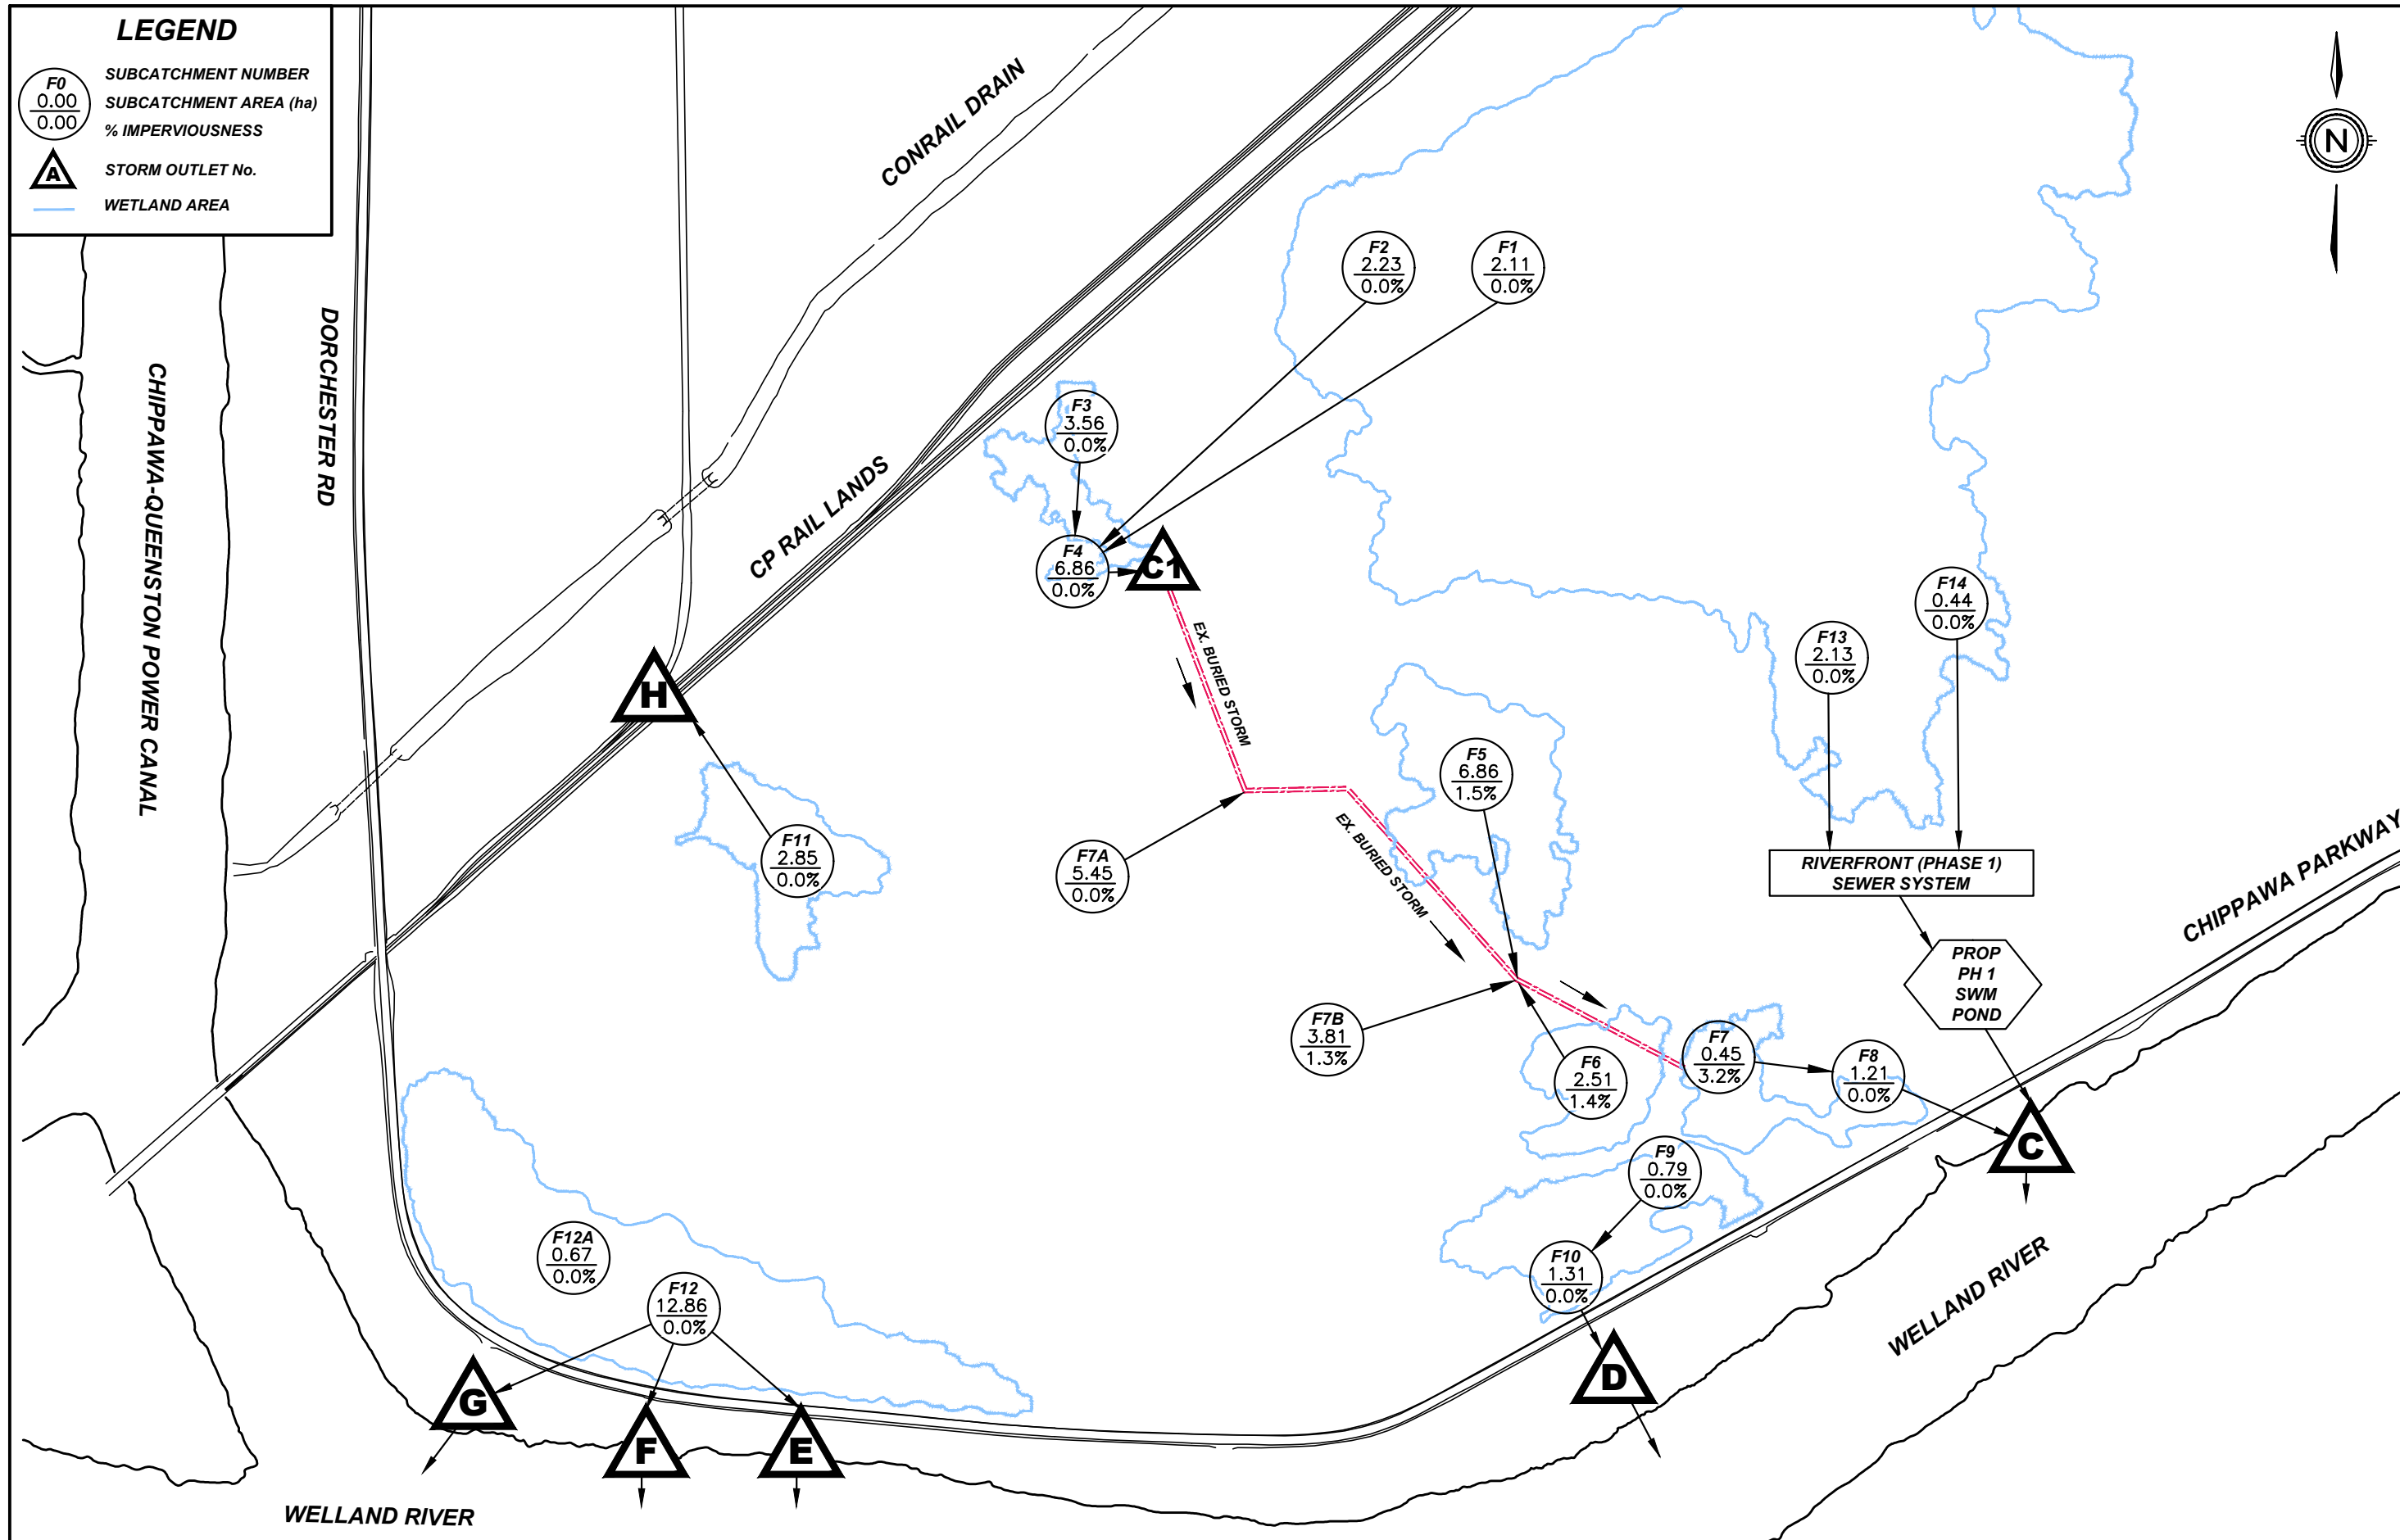 LEGEND
F0
0.00
0.00
SUBCATCHMENT NUMBER
SUBCATCHMENT AREA (ha)
% IMPERVIOUSNESS
A
STORM OUTLET No.
WETLAND AREA
N
CONRAIL DRAIN
DORCHESTER RD
CHIPPAWA-QUEENSTON POWER CANAL
CP RAIL LANDS
F2
2.23
0.0%
F1
2.11
0.0%
F3
3.56
0.0%
F4
6.86
0.0%
C1
EX. BURIED STORM
H
F14
0.44
0.0%
F13
2.13
0.0%
F5
6.86
1.5%
F11
2.85
0.0%
F7A
5.45
0.0%
EX. BURIED STORM
RIVERFRONT (PHASE 1)
SEWER SYSTEM
CHIPPAWA PARKWAY
PROP
PH 1
SWM
POND
F7B
3.81
1.3%
F6
2.51
1.4%
F7
0.45
3.2%
F8
1.21
0.0%
C
F9
0.79
0.0%
F10
1.31
0.0%
F12A
0.67
0.0%
F12
12.86
0.0%
WELLAND RIVER
D
G
F
E
WELLAND RIVER